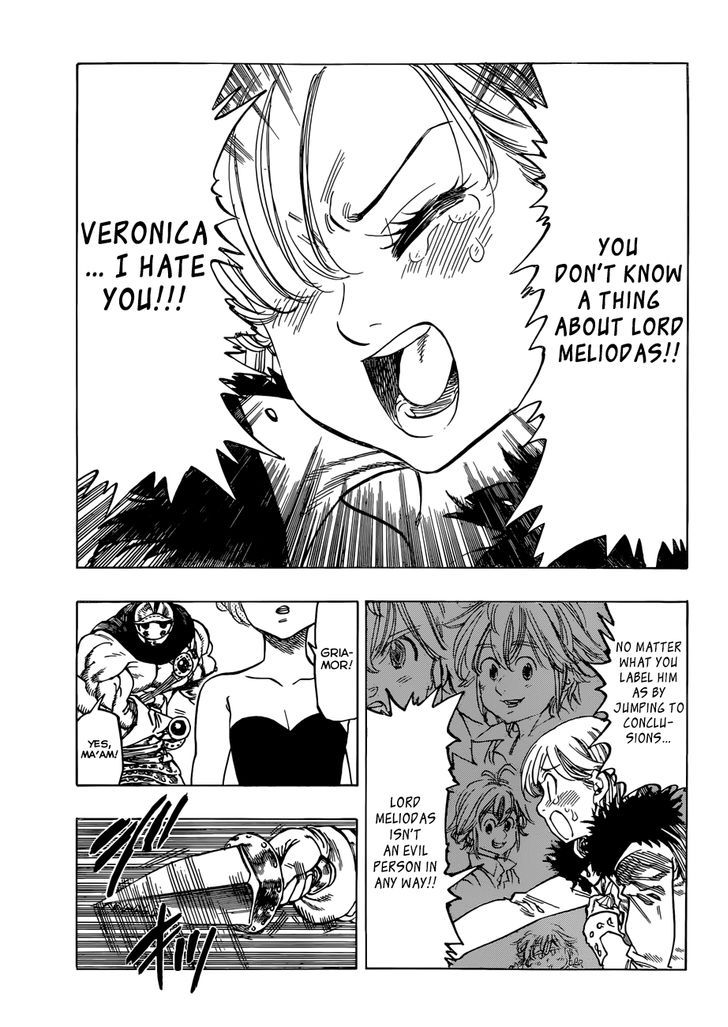 YOU
DON'T KNOW
A THING
ABOUT LORD
MELIODAS!!
VERONICA
... I HATE
YOU!!!
NO MATTER
WHAT YOU
LABEL HIM
AS BY
JUMPING TO
CONCLU-
SIONS...
LORD
MELIODAS
ISN'T
AN EVIL
PERSON IN
ANY WAY!!
GRIA-
MOR!
YES,
MA'AM!